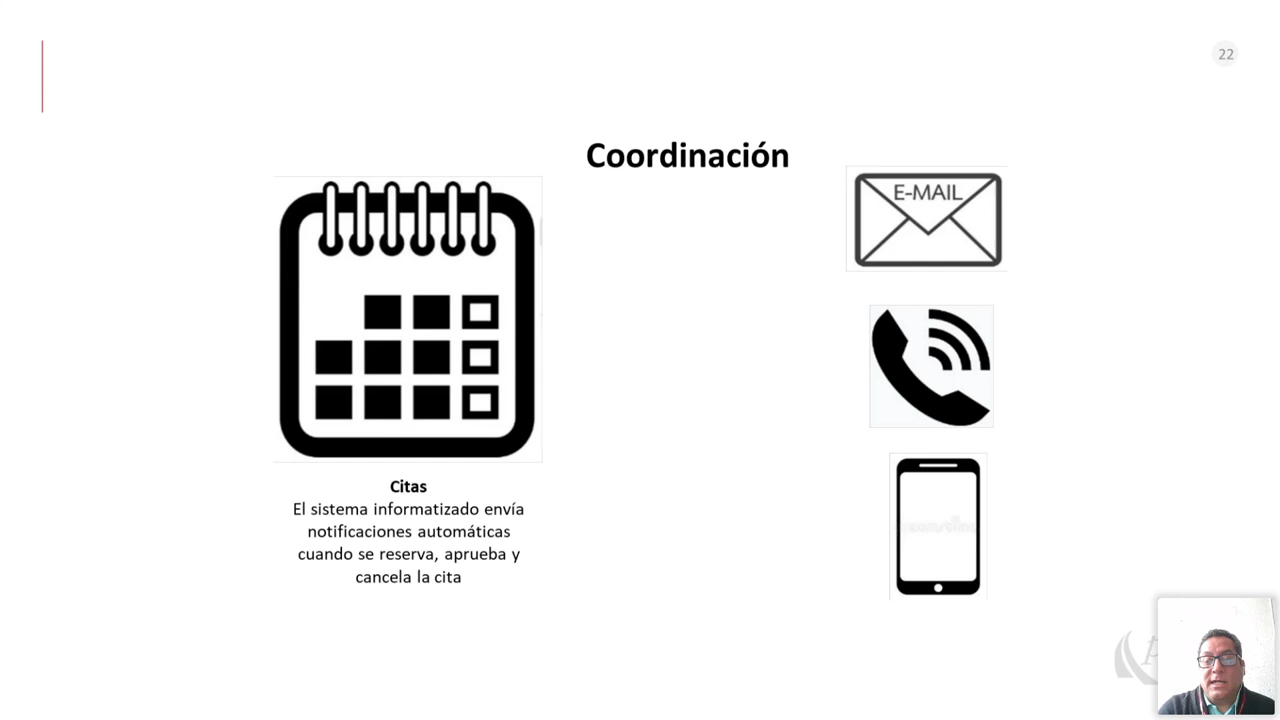 22
Coordinación
E-MAIL
Citas
El sistema informatizado envía
notificaciones automáticas
cuando se reserva, aprueba y
cancela la cita